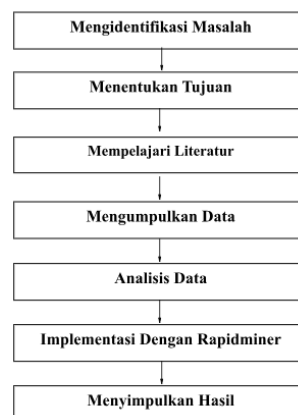 Mengidentifikasi Masalah
Menentukan Tujuan
Mempelajari Literatur
Mengumpulkan Data
Analisis Data
Implementasi Dengan Rapidminer
Menyimpulkan Hasil